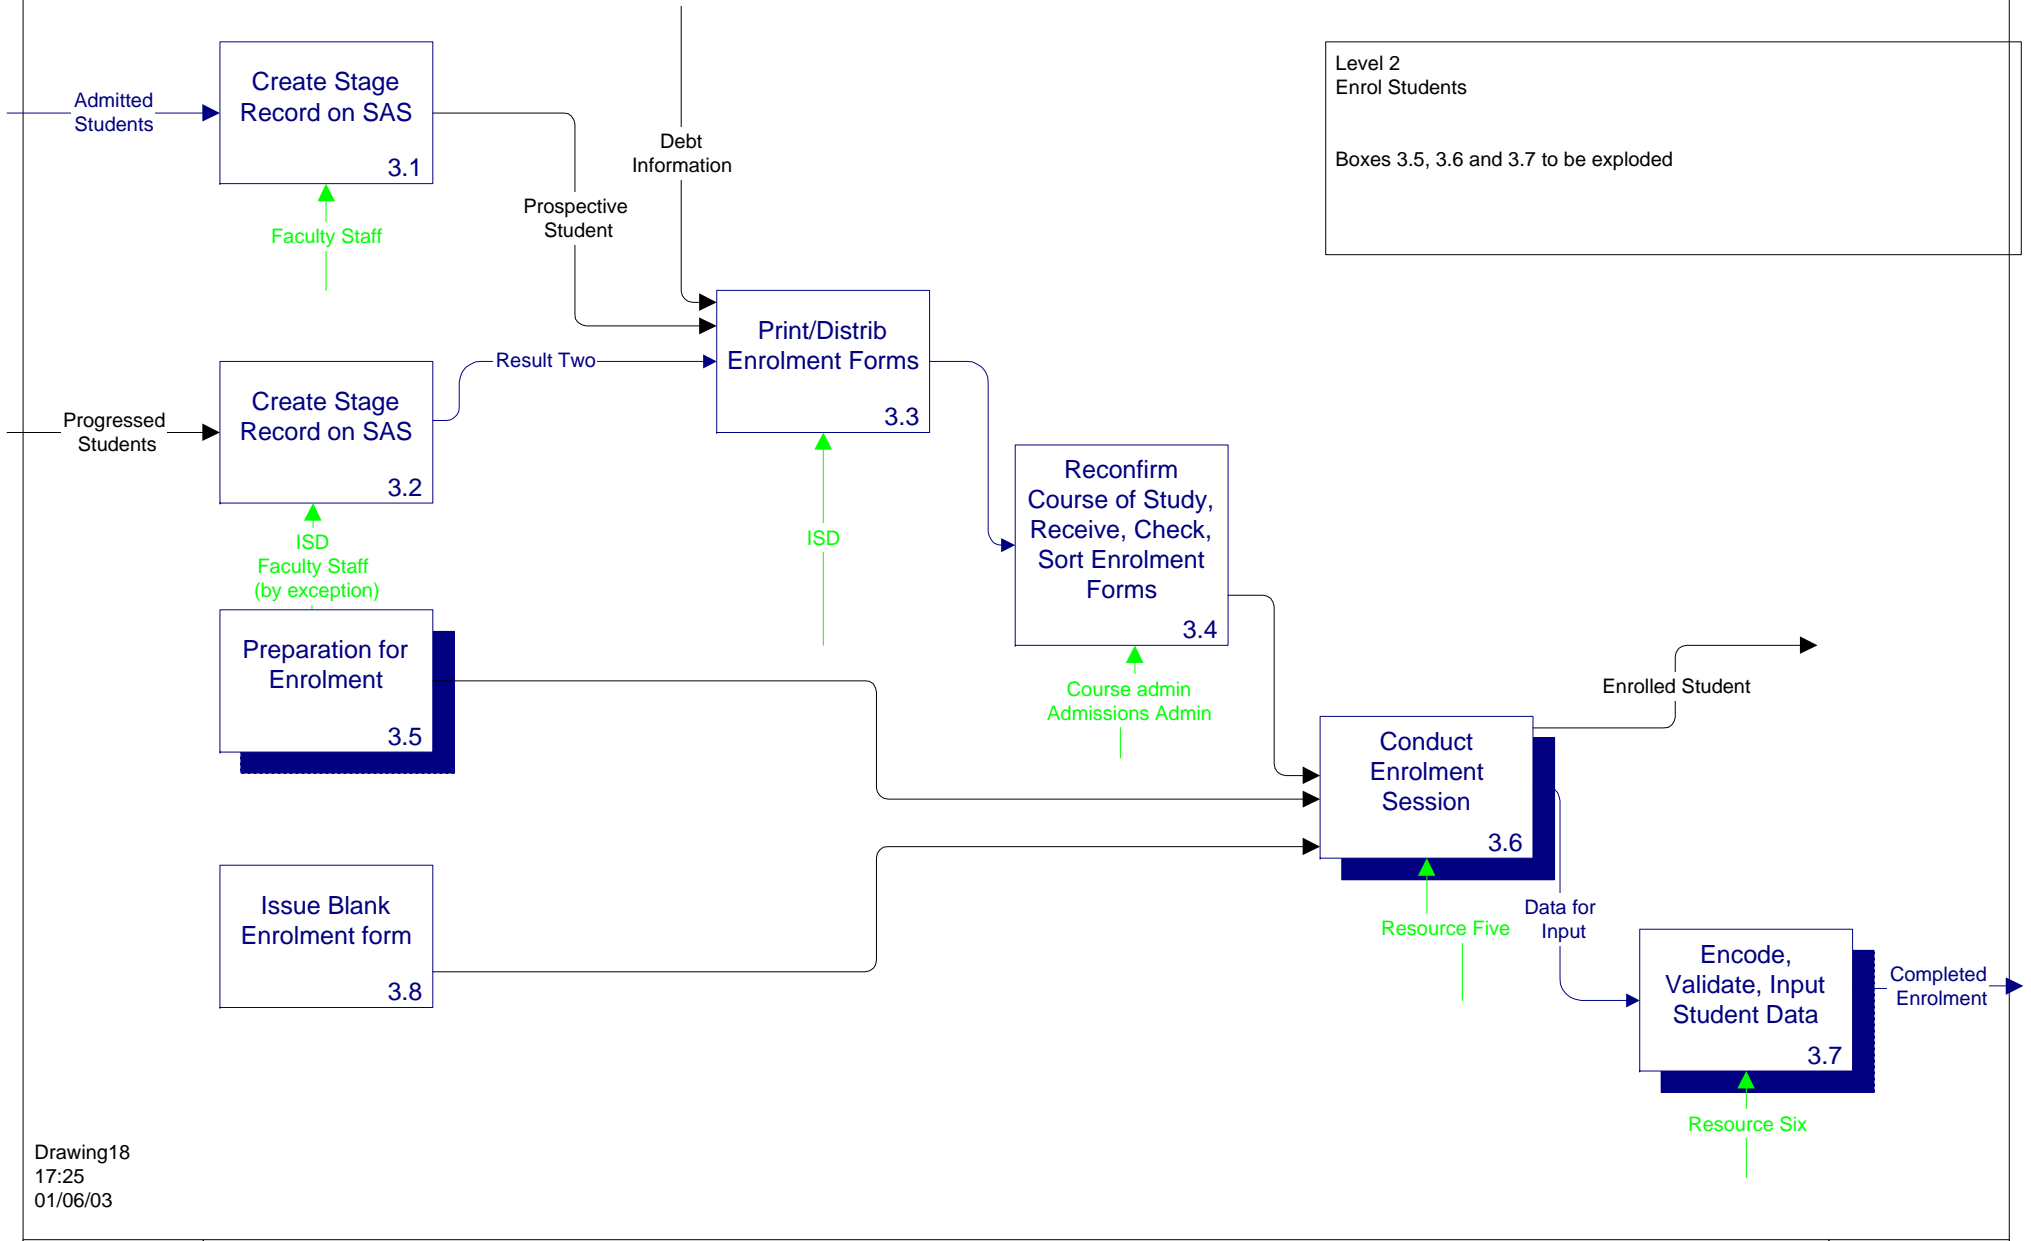 Level 2
Enrol Students
Boxes 3.5, 3.6 and 3.7 to be exploded
Admitted
Students
Create Stage
Record on SAS
3.1
Faculty Staff
Debt
Information
Prospective
Student
Progressed
Students
Create Stage
Record on SAS
3.2
ISD
Faculty Staff
(by exception)
Result Two
Print/Distrib
Enrolment Forms
3.3
ISD
Reconfirm
Course of Study,
Receive, Check,
Sort Enrolment
Forms
3.4
Course admin
Admissions Admin
Preparation for
Enrolment
3.5
Enrolled Student
Conduct
Enrolment
Session
3.6
Resource Five
Issue Blank
Enrolment form
3.8
Data for
Input
Encode,
Validate, Input
Student Data
3.7
Resource Six
Completed
Enrolment
Drawing18
17:25
01/06/03